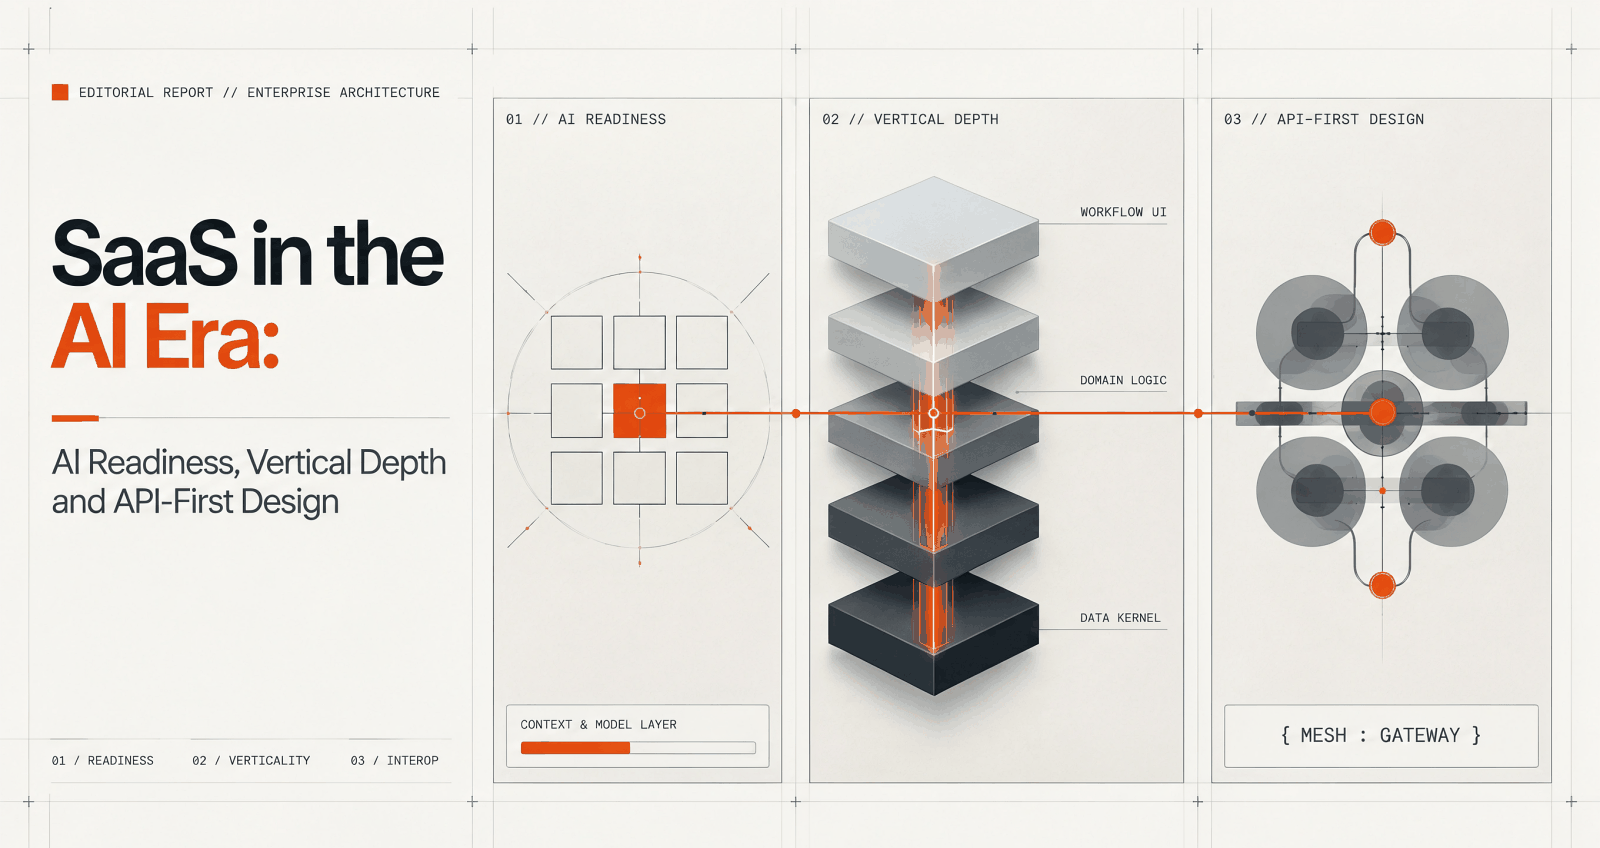 EDITORIAL REPORT // ENTERPRISE ARCHITECTURE
SaaS in the
AI Era:
AI Readiness, Vertical Depth
and API-First Design
01 / READINESS
02 / VERTICALITY
03 / INTEROP
01 // AI READINESS
CONTEXT & MODEL LAYER
02 // VERTICAL DEPTH
WORKFLOW UI
DOMAIN LOGIC
DATA KERNEL
03 // API-FIRST DESIGN
{ MESH : GATEWAY }